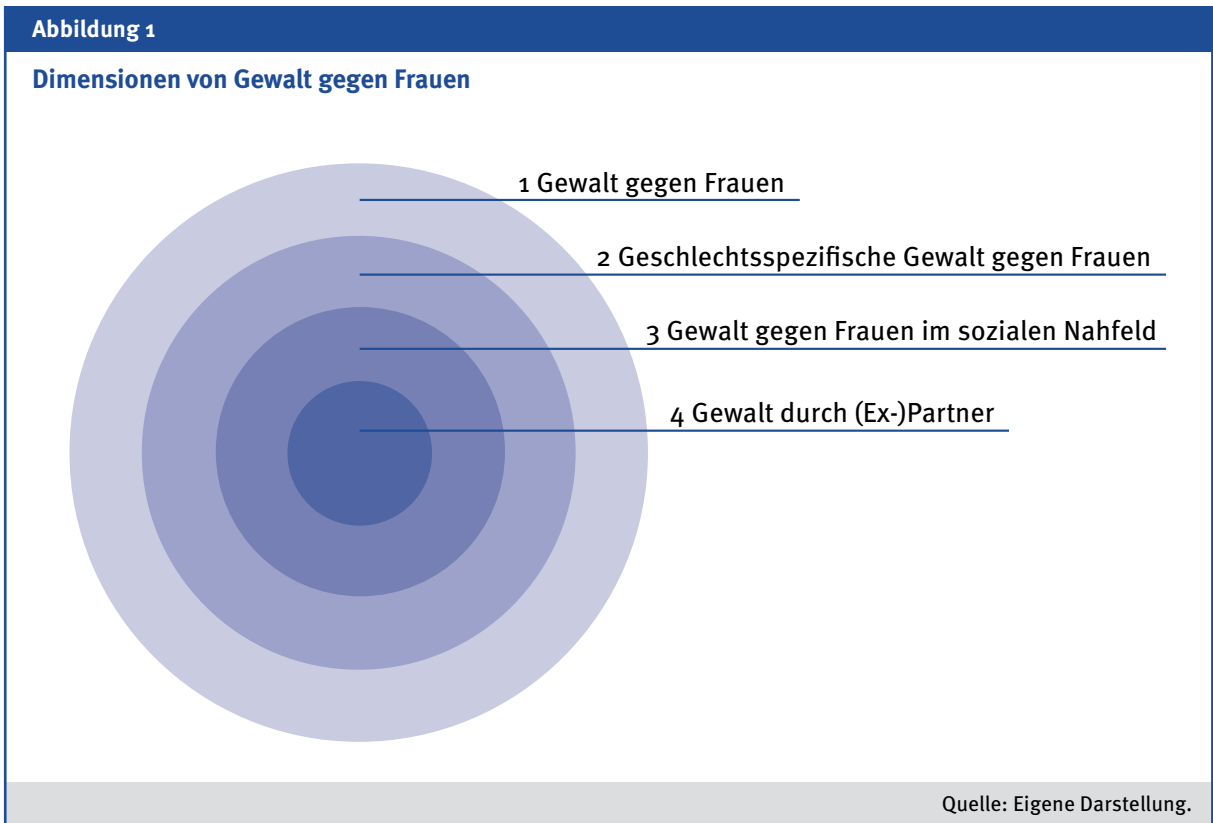 Abbildung 1
Dimensionen von Gewalt gegen Frauen
1 Gewalt gegen Frauen
2 Geschlechtsspezifische Gewalt gegen Frauen
3 Gewalt gegen Frauen im sozialen Nahfeld
4 Gewalt durch (Ex-)Partner
Quelle: Eigene Darstellung.